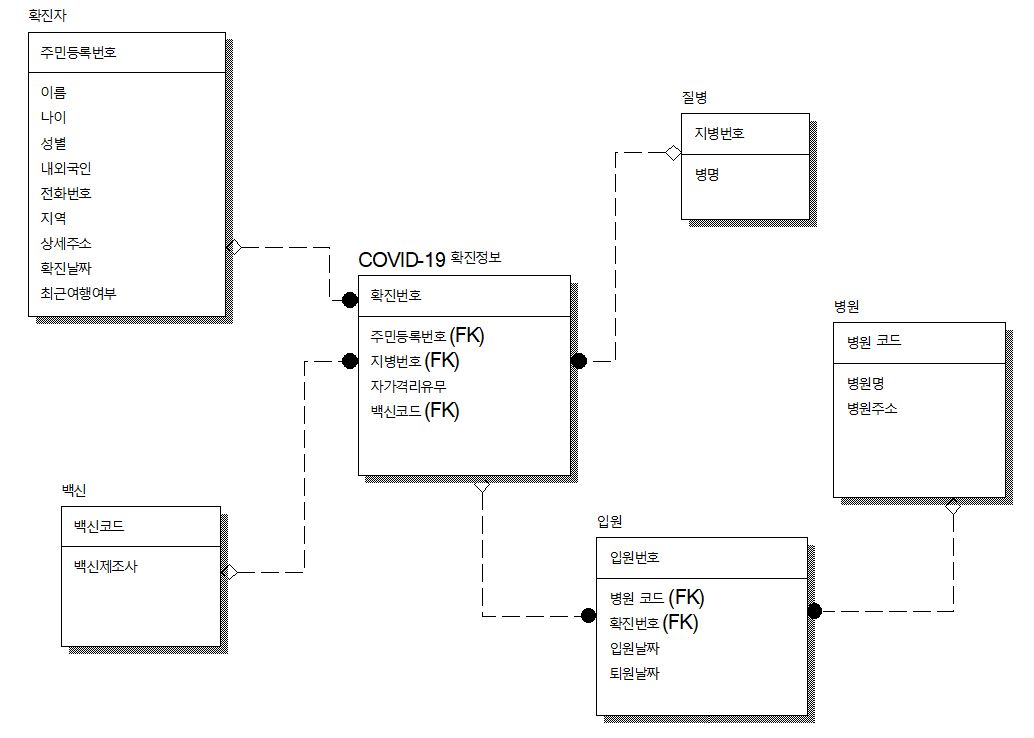 확진자
주민등록번호
이름
나이
성별
내외국인
전화번호
지역
상세주소
확진날짜
최근여행여부
질병
지병번호
병명
COVID-19 확진정보
확진번호
주민등록번호 (FK)
지병번호 (FK)
자가격리유무
백신코드 (FK)
병원
병원 코드
병원명
병원주소
백신
백신코드
백신제조사
입원
입원번호
병원 코드 (FK)
확진번호 (FK)
입원날짜
퇴원날짜